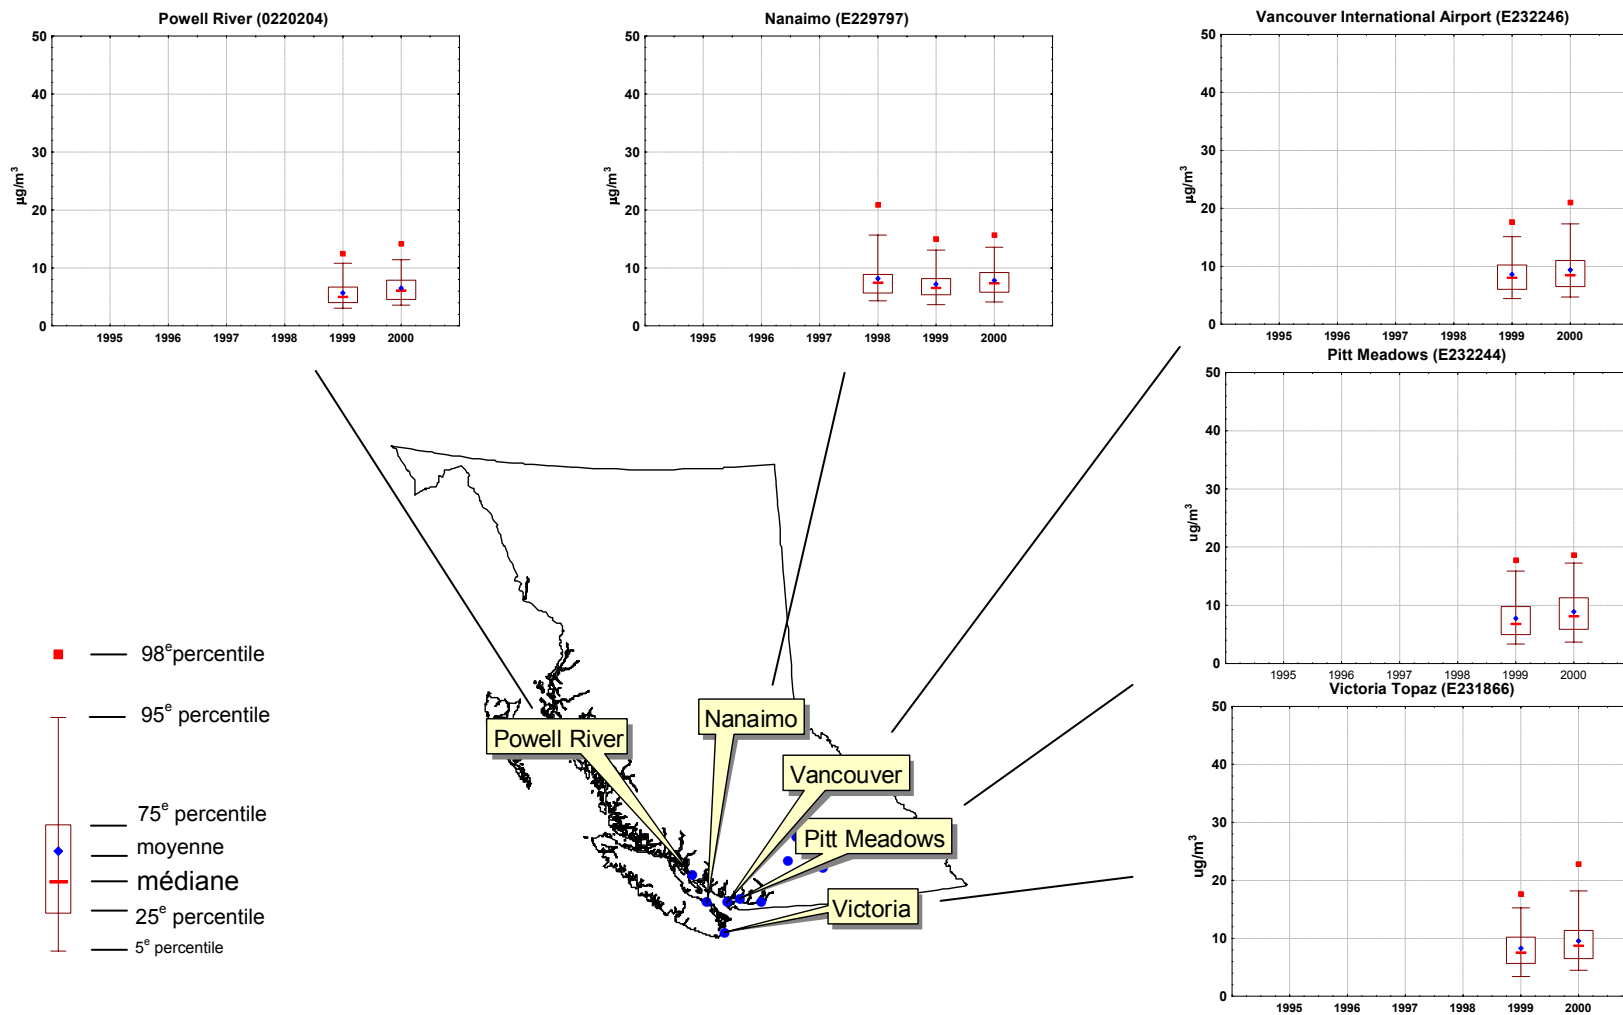 Powell River (0220204)
50
40
30
20
10
0
µg/m³
1995 1996 1997 1998 1999 2000
Nanaimo (E229797)
50
40
30
20
10
0
µg/m³
1995 1996 1997 1998 1999 2000
Vancouver International Airport (E232246)
50
40
30
20
10
0
µg/m³
1995 1996 1997 1998 1999 2000
Pitt Meadows (E232244)
50
40
30
20
10
0
ug/m³
1995 1996 1997 1998 1999 2000
Victoria Topaz (E231866)
50
40
30
20
10
0
ug/m³
1995 1996 1997 1998 1999 2000
98ᵉpercentile
95ᵉ percentile
75ᵉ percentile
moyenne
médiane
25ᵉ percentile
5ᵉ percentile
Powell River
Nanaimo
Vancouver
Pitt Meadows
Victoria